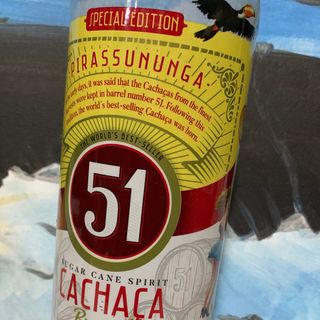 SPECIAL EDITION
PIRASSUNUNGA
days, it was said that the Cachaças from the finest
were kept in barrel number 51. Following this
the world's best-selling Cachaça was born.
THE WORLD'S BEST-SELLER
51
SUGAR CANE SPIRIT
51
CACHAÇA